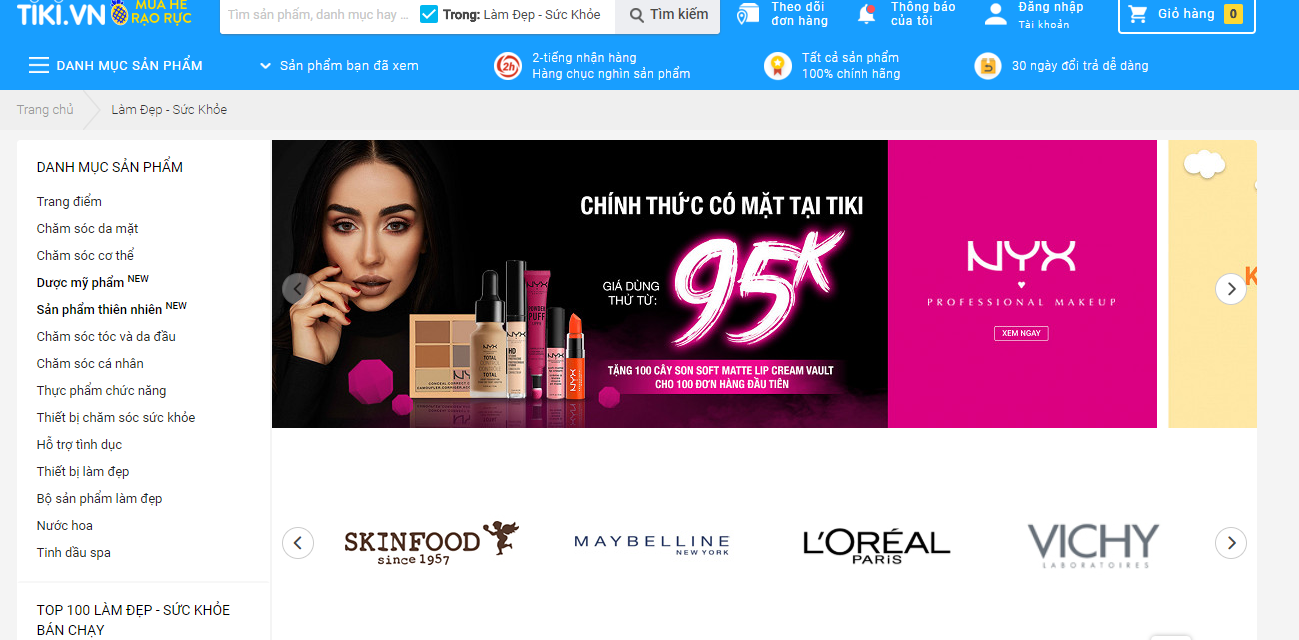 TIKI.VN
MÙA HÈ
RẠO RỰC
Tìm sản phẩm, danh mục hay ...
Trong: Làm Đẹp - Sức Khỏe
Tìm kiếm
Theo dõi
đơn hàng
Thông báo
của tôi
Đăng nhập
Tài khoản
Giỏ hàng 0
DANH MỤC SẢN PHẨM
Sản phẩm bạn đã xem
2h
2-tiếng nhận hàng
Hàng chục nghìn sản phẩm
Tất cả sản phẩm
100% chính hãng
30 ngày đổi trả dễ dàng
Trang chủ
Làm Đẹp - Sức Khỏe
DANH MỤC SẢN PHẨM
Trang điểm
Chăm sóc da mặt
Chăm sóc cơ thể
Dược mỹ phẩm NEW
Sản phẩm thiên nhiên NEW
Chăm sóc tóc và da đầu
Chăm sóc cá nhân
Thực phẩm chức năng
Thiết bị chăm sóc sức khỏe
Hỗ trợ tình dục
Thiết bị làm đẹp
Bộ sản phẩm làm đẹp
Nước hoa
Tinh dầu spa
TOP 100 LÀM ĐẸP - SỨC KHỎE
BÁN CHẠY
CHÍNH THỨC CÓ MẶT TẠI TIKI
GIÁ DÙNG
THỬ TỪ:
95K
TẶNG 100 CÂY SON SOFT MATTE LIP CREAM VAULT
CHO 100 ĐƠN HÀNG ĐẦU TIÊN
NYX
TOTAL
CONTROL
NYX
HD
NYX
NYX
NYX
PROFESSIONAL MAKEUP
XEM NGAY
K
SKINFOOD
since 1957
MAYBELLINE
NEW YORK
L'ORÉAL
PARIS
VICHY
LABORATOIRES